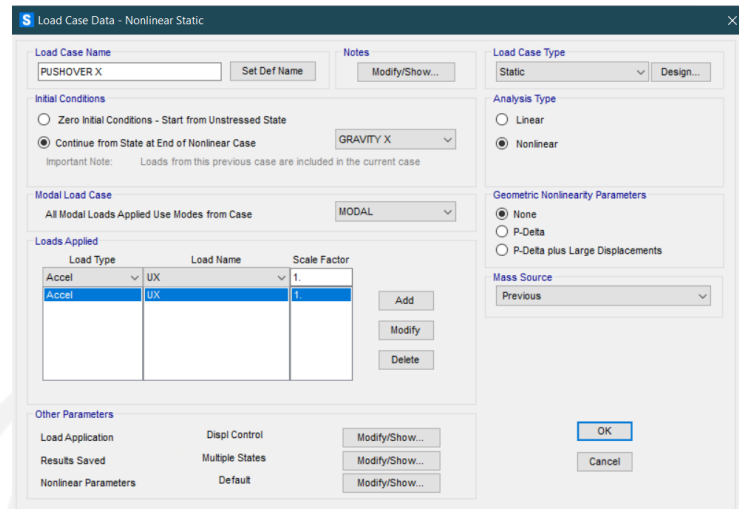 S Load Case Data - Nonlinear Static
Load Case Name
PUSHOVER X
Set Def Name
Notes
Modify/Show...
Load Case Type
Static
Design...
Initial Conditions
Zero Initial Conditions - Start from Unstressed State
Continue from State at End of Nonlinear Case
GRAVITY X
Important Note: Loads from this previous case are included in the current case
Analysis Type
Linear
Nonlinear
Modal Load Case
All Modal Loads Applied Use Modes from Case
MODAL
Geometric Nonlinearity Parameters
None
P-Delta
P-Delta plus Large Displacements
Loads Applied
Load Type Load Name Scale Factor
Accel UX 1.
Accel UX 1.
Add
Modify
Delete
Mass Source
Previous
Other Parameters
Load Application Displ Control Modify/Show...
Results Saved Multiple States Modify/Show...
Nonlinear Parameters Default Modify/Show...
OK
Cancel